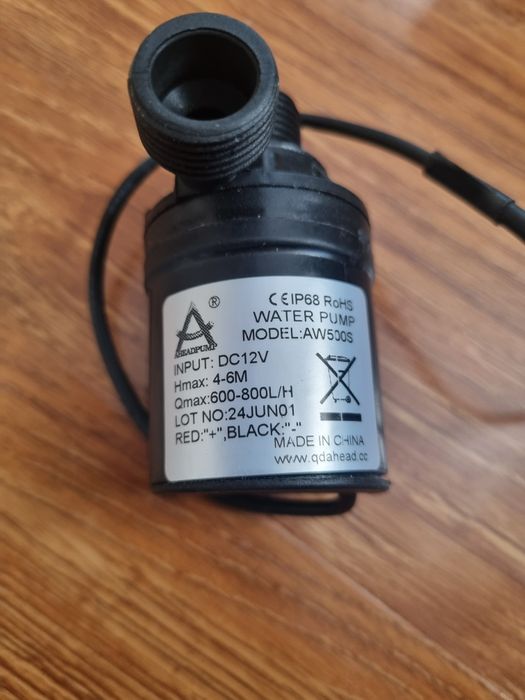 ®
AHEADPUMP
CE IP68 RoHS
WATER PUMP
MODEL:AW500S
INPUT: DC12V
Hmax: 4-6M
Qmax:600-800L/H
LOT NO:24JUN01
RED:"+",BLACK:"-"
MADE IN CHINA
www.qdahead.cc